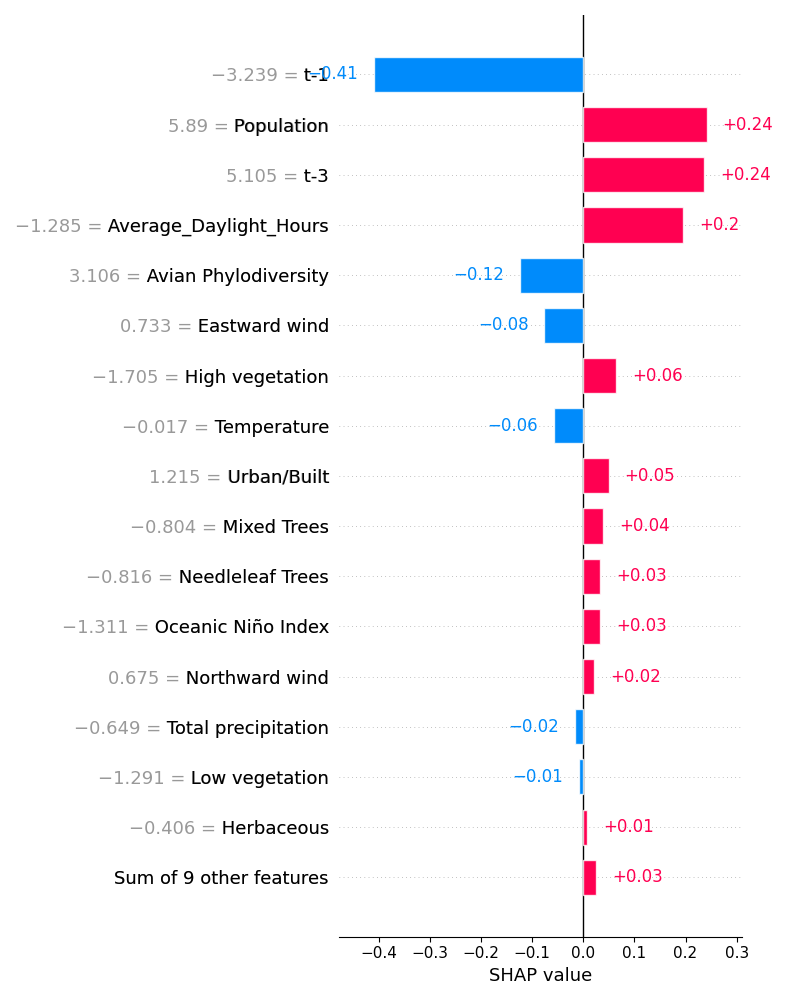 −3.239 = t-1 −0.41
5.89 = Population +0.24
5.105 = t-3 +0.24
−1.285 = Average_Daylight_Hours +0.2
3.106 = Avian Phylodiversity −0.12
0.733 = Eastward wind −0.08
−1.705 = High vegetation +0.06
−0.017 = Temperature −0.06
1.215 = Urban/Built +0.05
−0.804 = Mixed Trees +0.04
−0.816 = Needleleaf Trees +0.03
−1.311 = Oceanic Niño Index +0.03
0.675 = Northward wind +0.02
−0.649 = Total precipitation −0.02
−1.291 = Low vegetation −0.01
−0.406 = Herbaceous +0.01
Sum of 9 other features +0.03
−0.4 −0.3 −0.2 −0.1 0.0 0.1 0.2 0.3
SHAP value